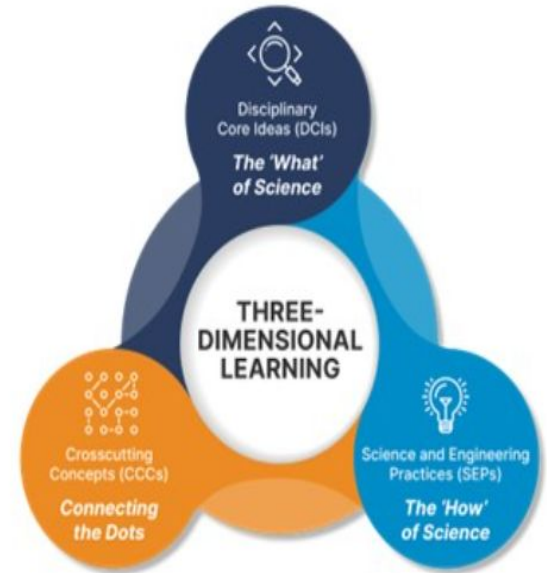 Disciplinary
Core Ideas (DCIs)
The 'What'
of Science
THREE-
DIMENSIONAL
LEARNING
Crosscutting
Concepts (CCCs)
Connecting
the Dots
Science and Engineering
Practices (SEPs)
The 'How'
of Science